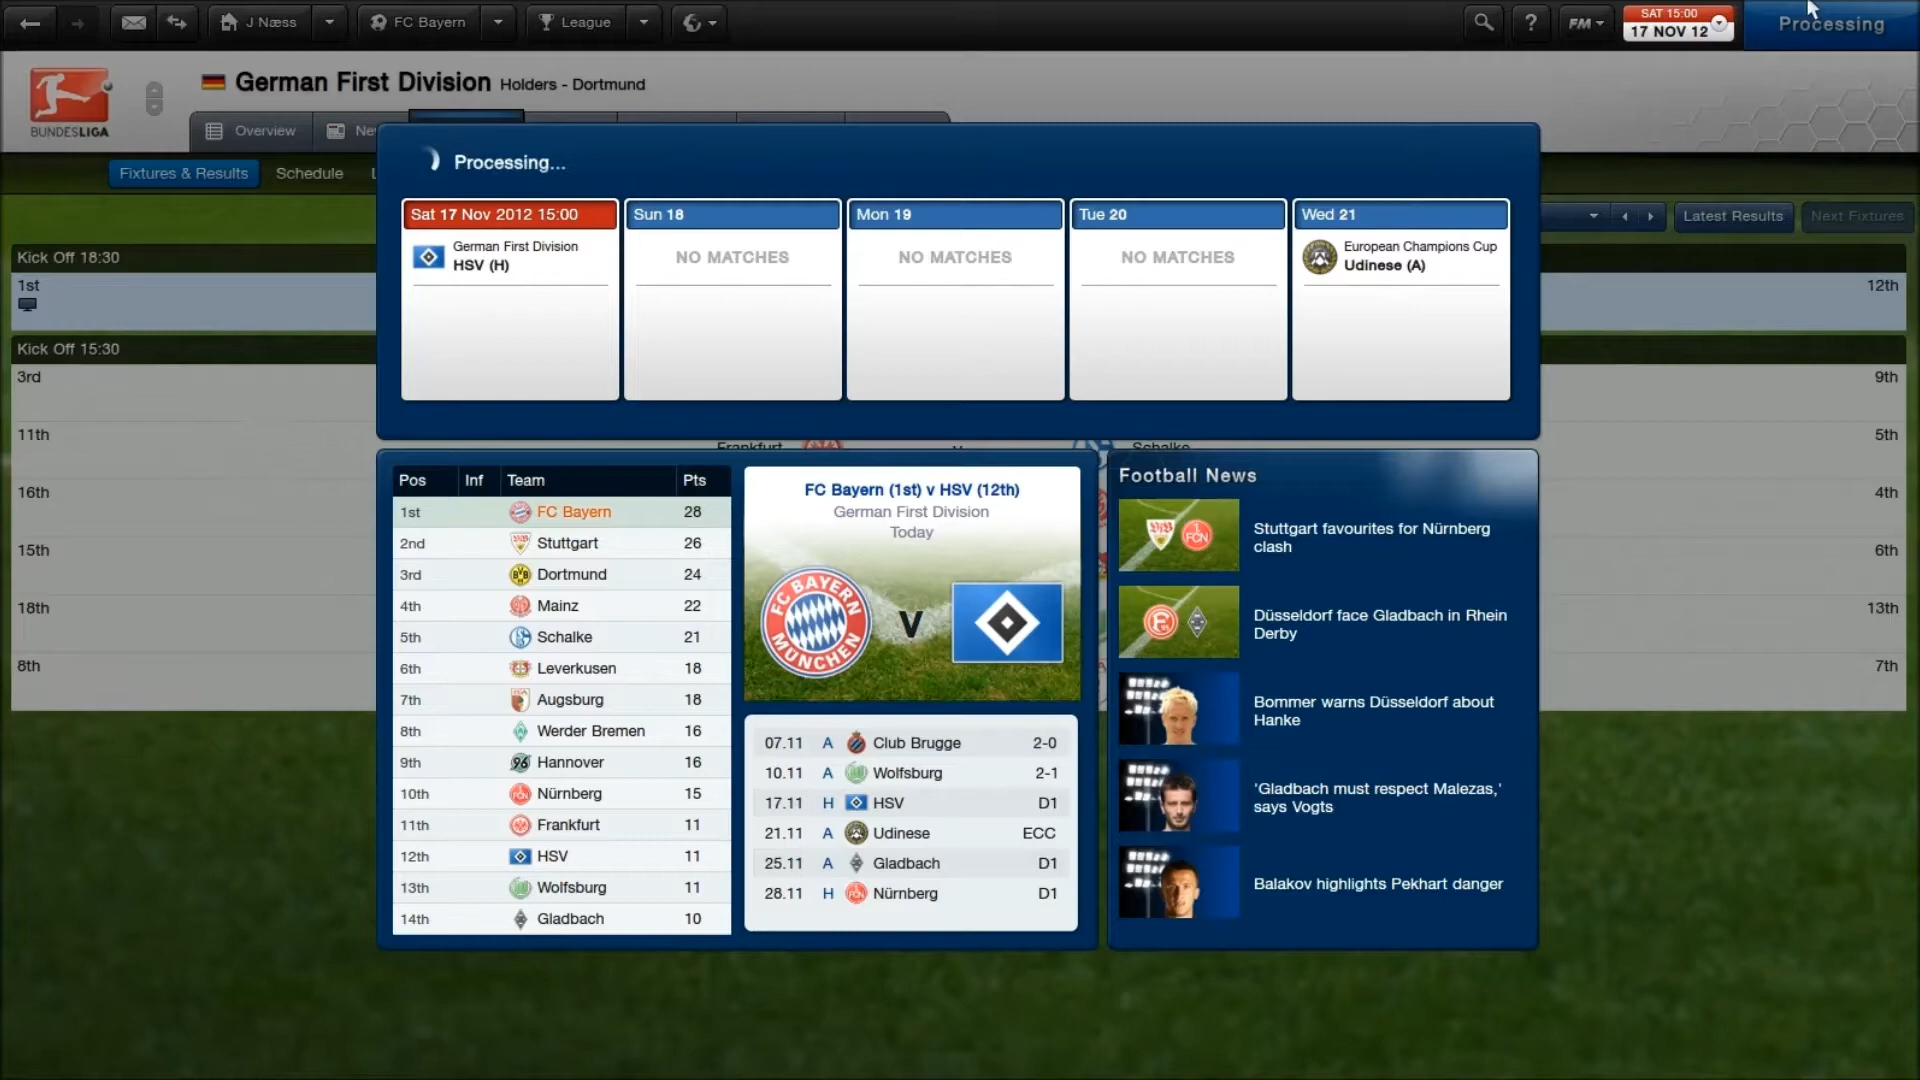 J Næss
FC Bayern
League
?
FM
SAT 15:00
17 NOV 12
Processing
BUNDESLIGA
German First Division Holders - Dortmund
Overview
Fixtures & Results
Schedule
Latest Results
Next Fixtures
Processing...
Sat 17 Nov 2012 15:00
German First Division
HSV (H)
Sun 18
NO MATCHES
Mon 19
NO MATCHES
Tue 20
NO MATCHES
Wed 21
European Champions Cup
Udinese (A)
Kick Off 18:30
1st
12th
Kick Off 15:30
3rd
9th
11th
Frankfurt v Schalke
5th
16th
4th
15th
6th
18th
13th
8th
7th
Pos Inf Team Pts
1st FC Bayern 28
2nd Stuttgart 26
3rd Dortmund 24
4th Mainz 22
5th Schalke 21
6th Leverkusen 18
7th Augsburg 18
8th Werder Bremen 16
9th Hannover 16
10th Nürnberg 15
11th Frankfurt 11
12th HSV 11
13th Wolfsburg 11
14th Gladbach 10
FC Bayern (1st) v HSV (12th)
German First Division
Today
FC BAYERN
MÜNCHEN
V
07.11 A Club Brugge 2-0
10.11 A Wolfsburg 2-1
17.11 H HSV D1
21.11 A Udinese ECC
25.11 A Gladbach D1
28.11 H Nürnberg D1
Football News
Stuttgart favourites for Nürnberg
clash
Düsseldorf face Gladbach in Rhein
Derby
Bommer warns Düsseldorf about
Hanke
'Gladbach must respect Malezas,'
says Vogts
Balakov highlights Pekhart danger